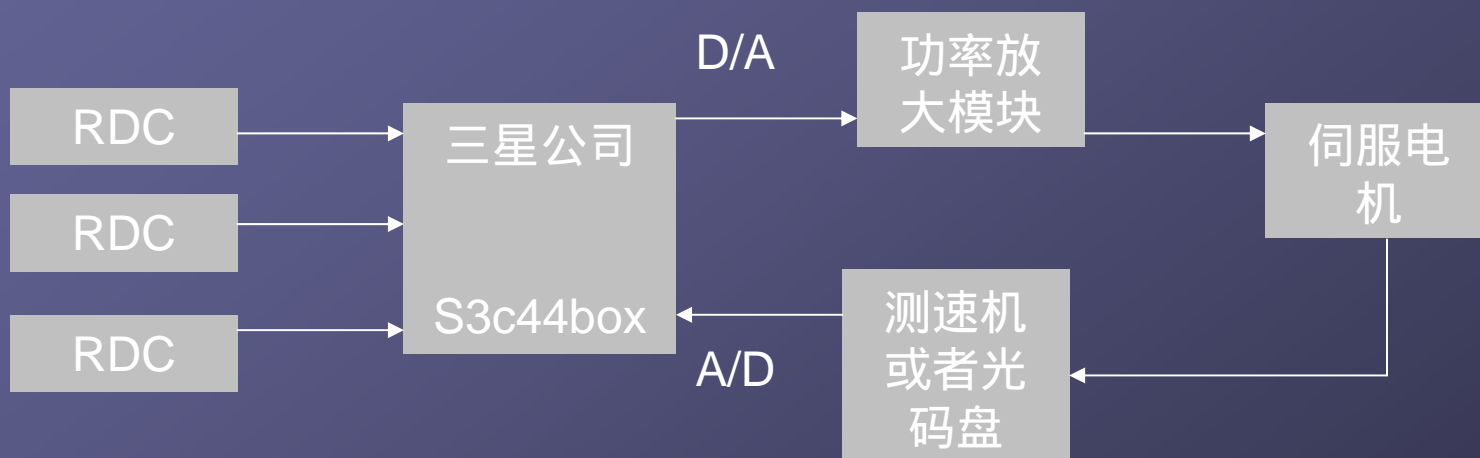 RDC
RDC
RDC
三星公司
S3c44box
D/A
功率放
大模块
伺服电
机
A/D
测速机
或者光
码盘